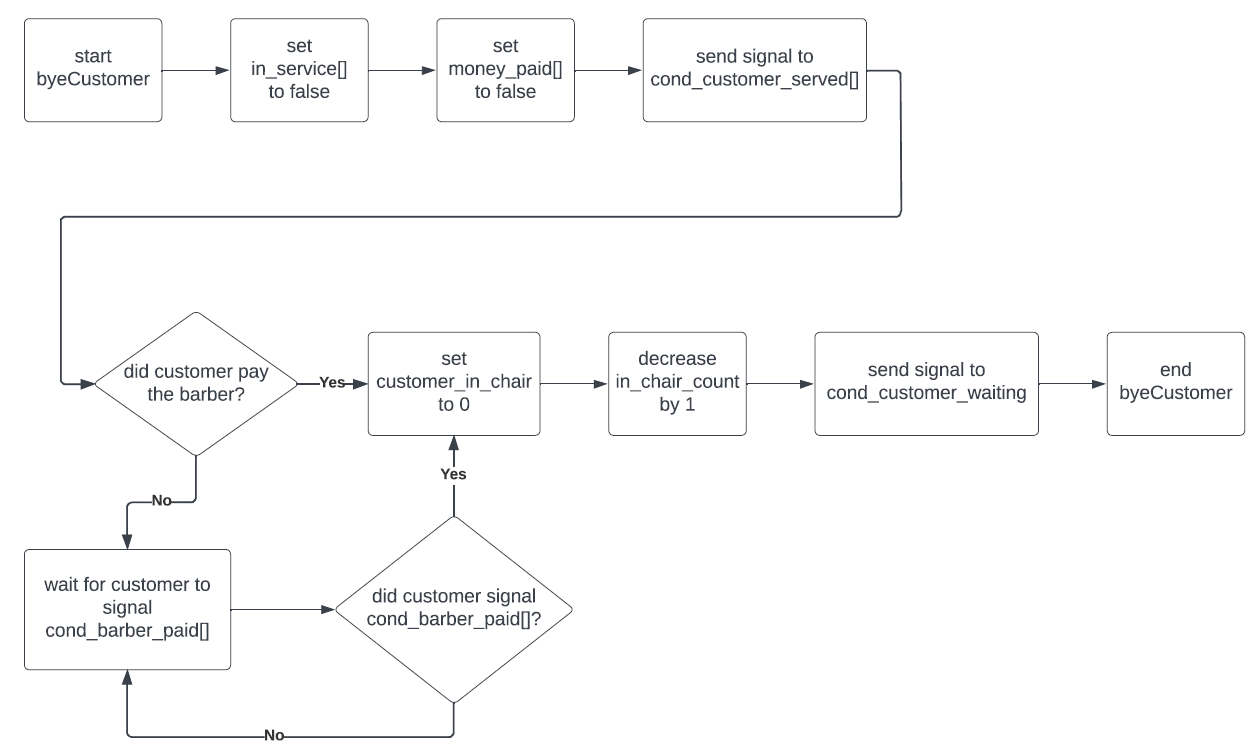 start
byeCustomer
set
in_service[]
to false
set
money_paid[]
to false
send signal to
cond_customer_served[]
did customer pay
the barber?
Yes
set
customer_in_chair
to 0
decrease
in_chair_count
by 1
send signal to
cond_customer_waiting
end
byeCustomer
No
Yes
wait for customer to
signal
cond_barber_paid[]
did customer signal
cond_barber_paid[]?
No